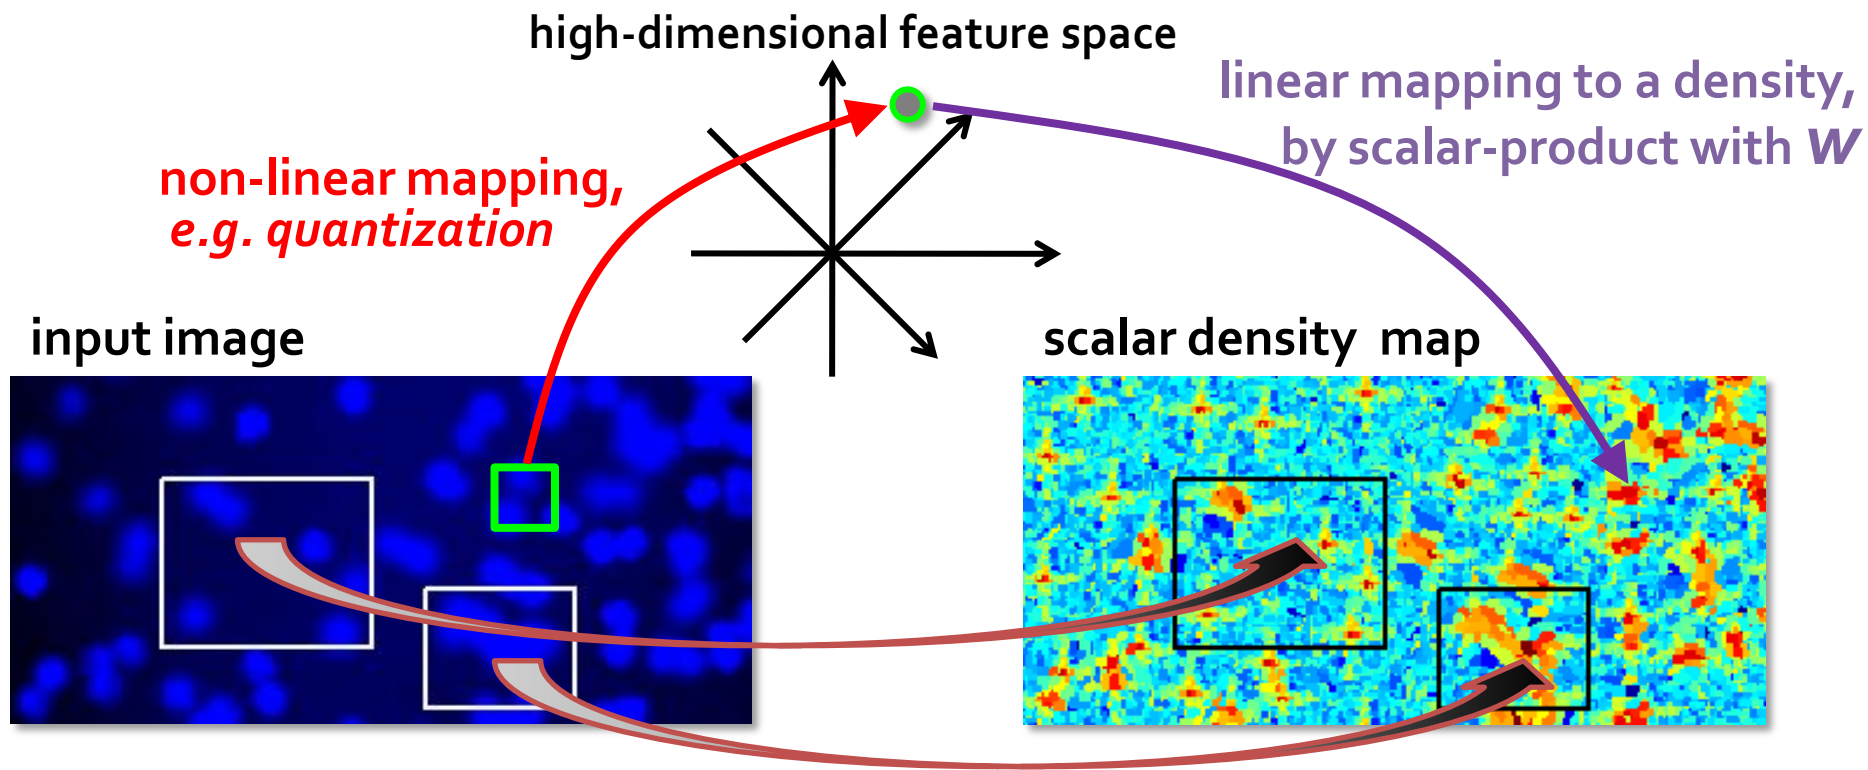 high-dimensional feature space
linear mapping to a density,
by scalar-product with w
non-linear mapping,
e.g. quantization
input image
scalar density map